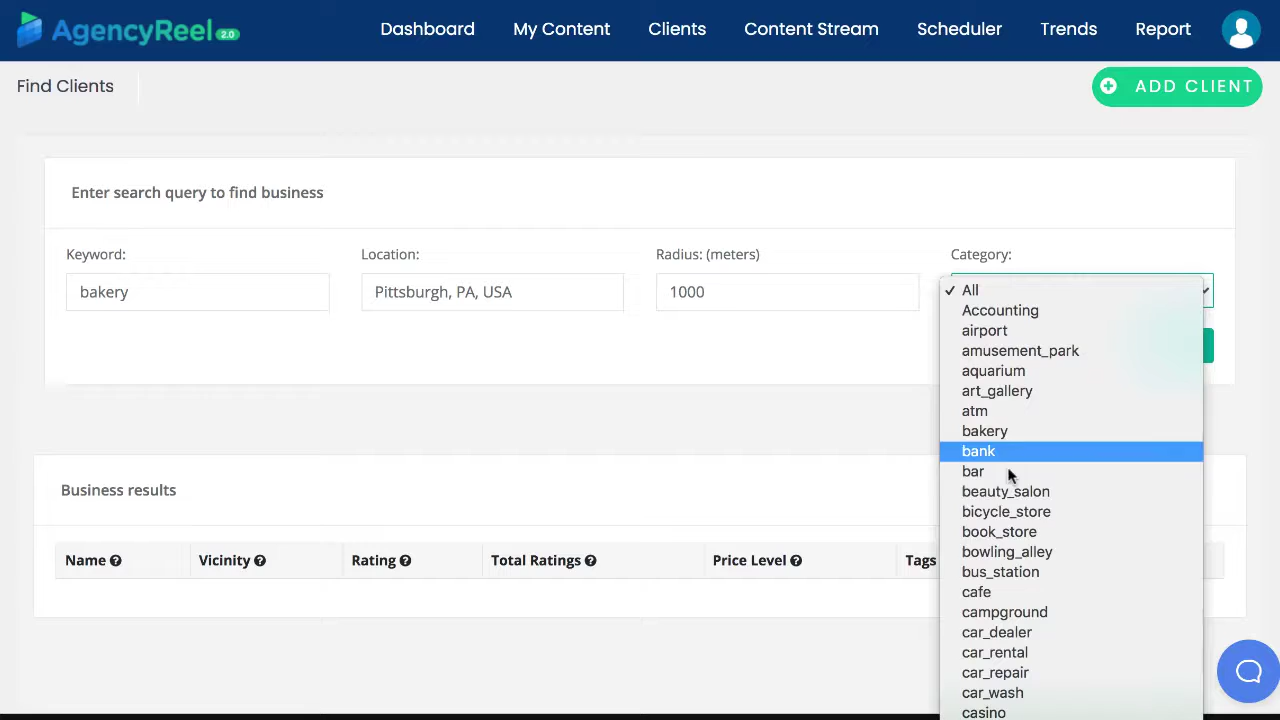 AgencyReel 2.0
Dashboard
My Content
Clients
Content Stream
Scheduler
Trends
Report
Find Clients
ADD CLIENT
Enter search query to find business
Keyword:
Location:
Radius: (meters)
Category:
bakery
Pittsburgh, PA, USA
1000
✓ All
Accounting
airport
amusement_park
aquarium
art_gallery
atm
bakery
bank
bar
beauty_salon
bicycle_store
book_store
bowling_alley
bus_station
cafe
campground
car_dealer
car_rental
car_repair
car_wash
casino
Business results
Name
Vicinity
Rating
Total Ratings
Price Level
Tags